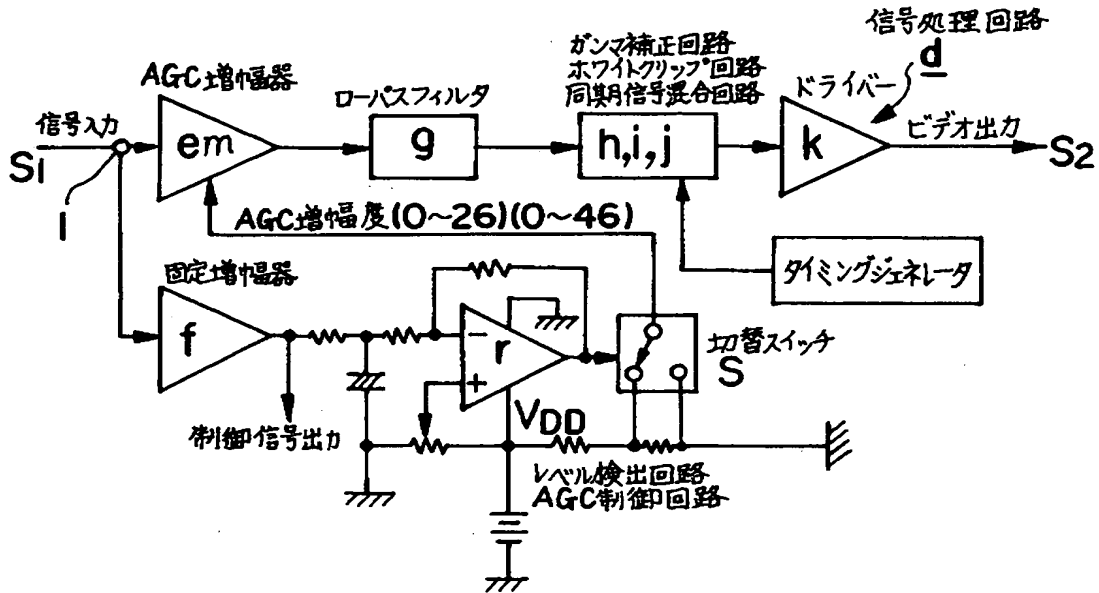 信号処理回路
d
ガンマ補正回路
ホワイトクリップ回路
同期信号混合回路
AGC増幅器
ローパスフィルタ
ドライバー
信号入力
S1
em
g
h,i,j
k
ビデオ出力
S2
1
AGC増幅度(0~26)(0~46)
固定増幅器
タイミングジェネレータ
f
-
r
+
切替スイッチ
S
制御信号出力
VDD
レベル検出回路
AGC制御回路